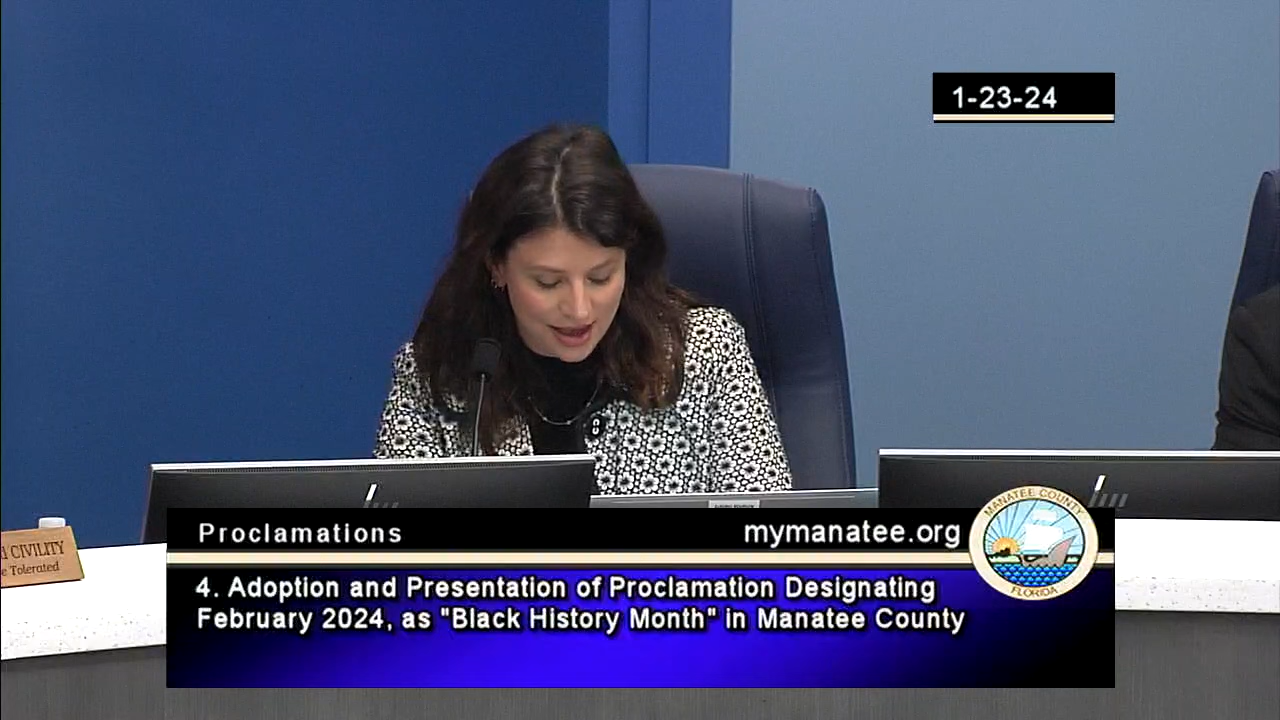 1-23-24
CIVILITY
Tolerated
Proclamations
mymanatee.org
MANATEE COUNTY
FLORIDA
4. Adoption and Presentation of Proclamation Designating
February 2024, as "Black History Month" in Manatee County